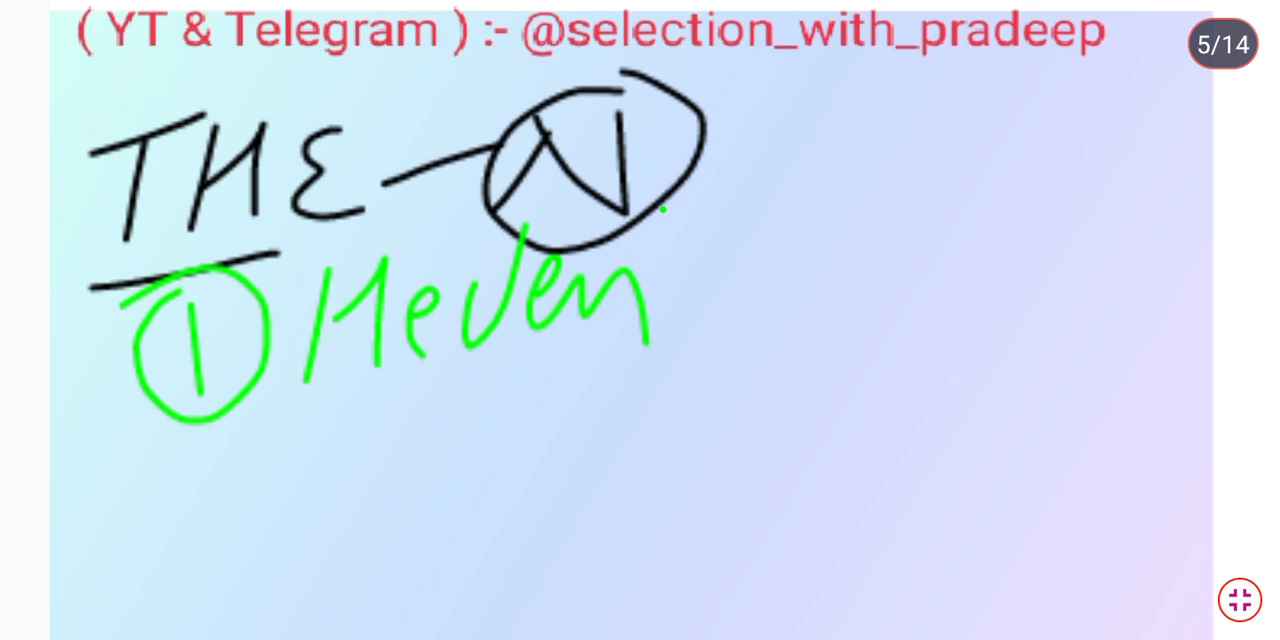 ( YT & Telegram ) :- @selection_with_pradeep
5/14
THE - N
1 Heven